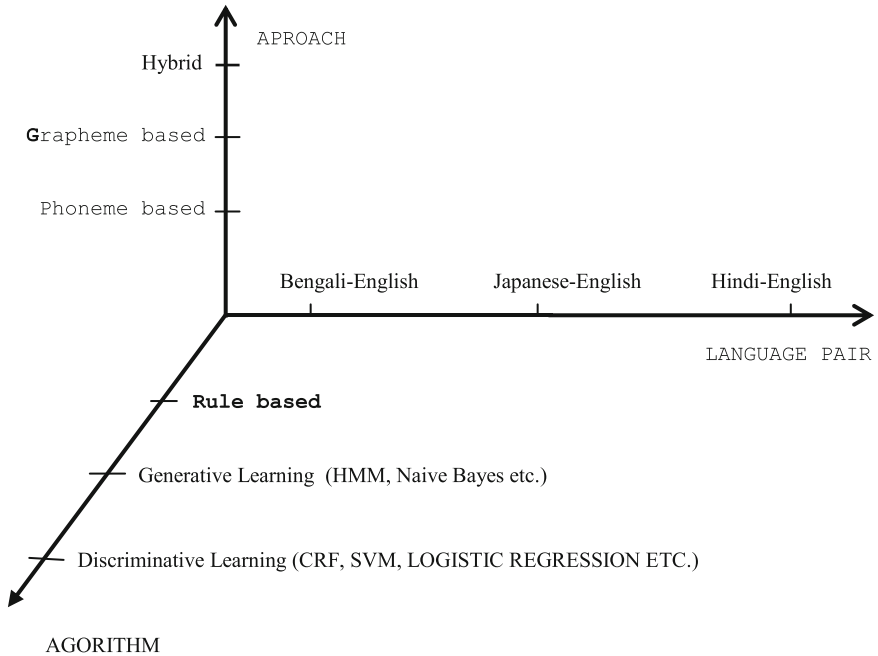 APROACH
Hybrid
Grapheme based
Phoneme based
Bengali-English Japanese-English Hindi-English
LANGUAGE PAIR
Rule based
Generative Learning (HMM, Naive Bayes etc.)
Discriminative Learning (CRF, SVM, LOGISTIC REGRESSION ETC.)
AGORITHM